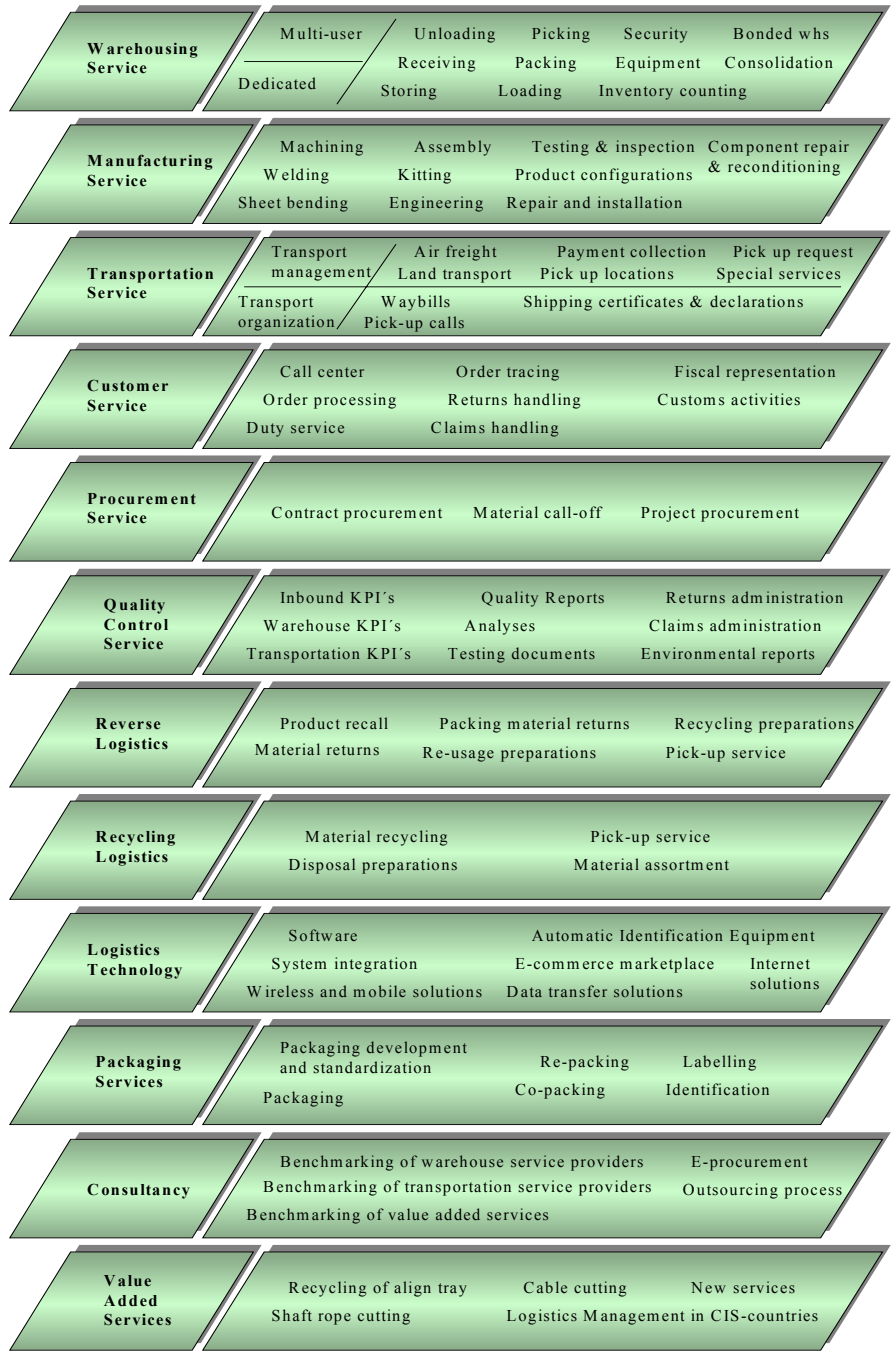 Warehousing
Service
Multi-user Unloading Picking Security Bonded whs
Receiving Packing Equipment Consolidation
Dedicated Storing Loading Inventory counting
Manufacturing
Service
Machining Assembly Testing & inspection Component repair
& reconditioning
Welding Kitting Product configurations
Sheet bending Engineering Repair and installation
Transportation
Service
Transport
management
Air freight Payment collection Pick up request
Land transport Pick up locations Special services
Transport
organization
Waybills Shipping certificates & declarations
Pick-up calls
Customer
Service
Call center Order tracing Fiscal representation
Order processing Returns handling Customs activities
Duty service Claims handling
Procurement
Service
Contract procurement Material call-off Project procurement
Quality
Control
Service
Inbound KPI´s Quality Reports Returns administration
Warehouse KPI´s Analyses Claims administration
Transportation KPI´s Testing documents Environmental reports
Reverse
Logistics
Product recall Packing material returns Recycling preparations
Material returns Re-usage preparations Pick-up service
Recycling
Logistics
Material recycling Pick-up service
Disposal preparations Material assortment
Logistics
Technology
Software Automatic Identification Equipment
System integration E-commerce marketplace Internet
solutions
Wireless and mobile solutions Data transfer solutions
Packaging
Services
Packaging development
and standardization
Re-packing Labelling
Packaging Co-packing Identification
Consultancy
Benchmarking of warehouse service providers E-procurement
Benchmarking of transportation service providers Outsourcing process
Benchmarking of value added services
Value
Added
Services
Recycling of align tray Cable cutting New services
Shaft rope cutting Logistics Management in CIS-countries